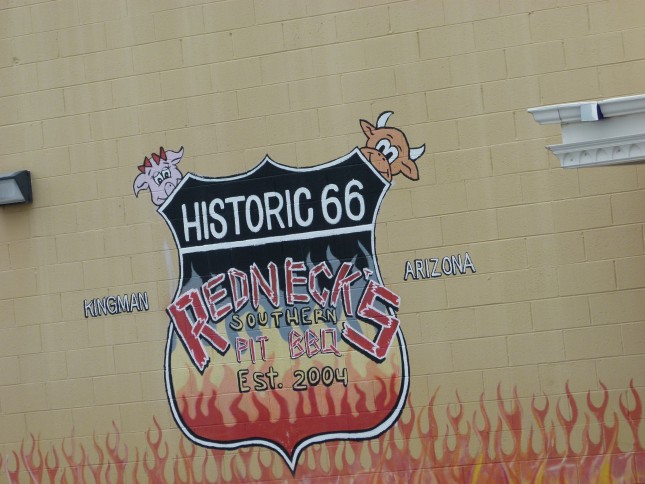 HISTORIC 66
KINGMAN
ARIZONA
REDNECK'S
SOUTHERN
PIT BBQ
Est. 2004